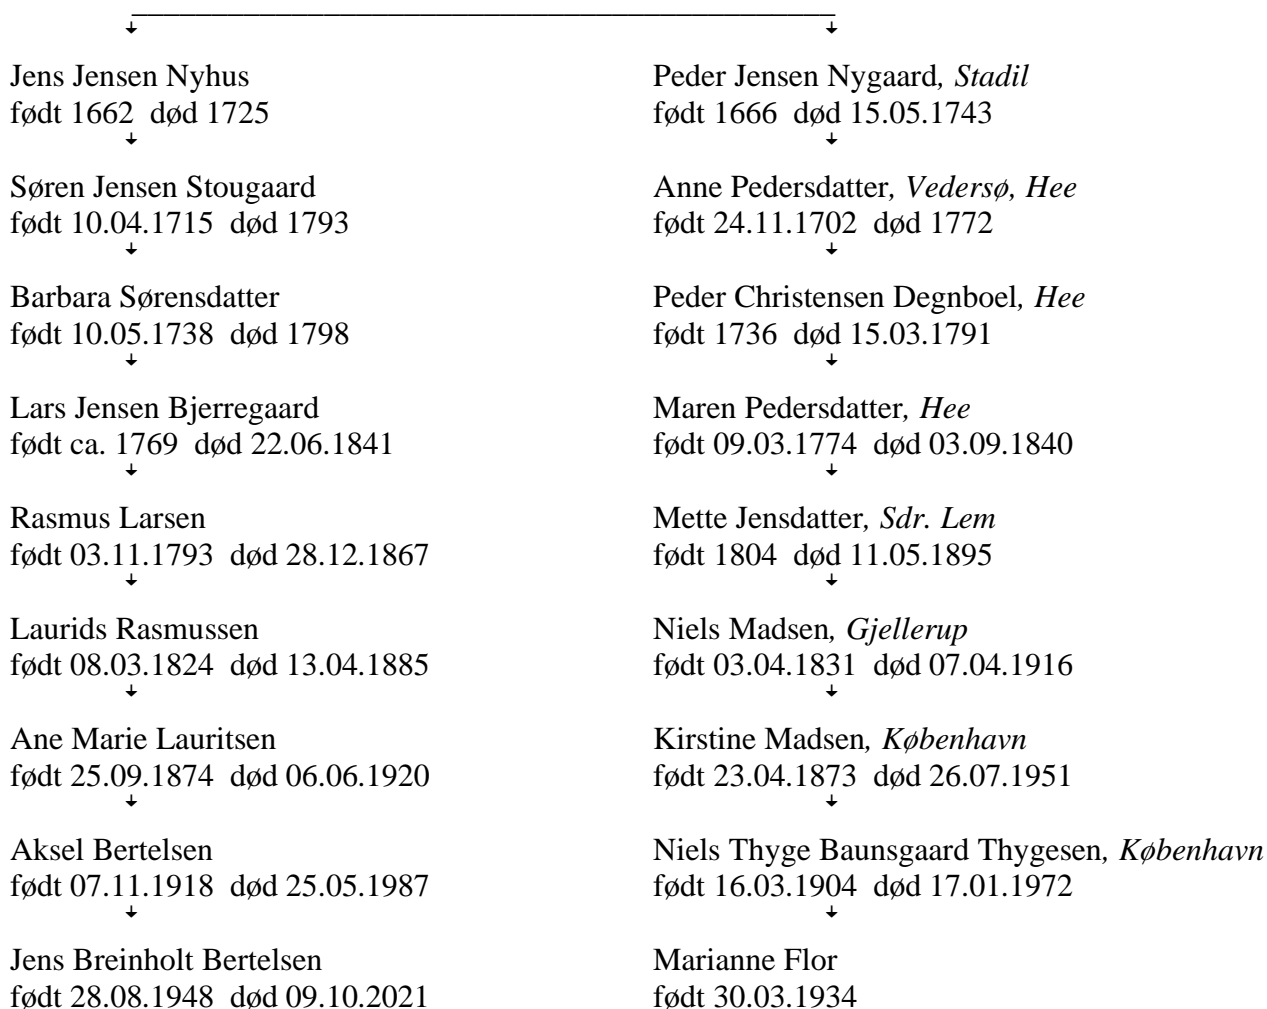 Jens Jensen Nyhus
født 1662 død 1725
Søren Jensen Stougaard
født 10.04.1715 død 1793
Barbara Sørensdatter
født 10.05.1738 død 1798
Lars Jensen Bjerregaard
født ca. 1769 død 22.06.1841
Rasmus Larsen
født 03.11.1793 død 28.12.1867
Laurids Rasmussen
født 08.03.1824 død 13.04.1885
Ane Marie Lauritsen
født 25.09.1874 død 06.06.1920
Aksel Bertelsen
født 07.11.1918 død 25.05.1987
Jens Breinholt Bertelsen
født 28.08.1948 død 09.10.2021
Peder Jensen Nygaard, Stadil
født 1666 død 15.05.1743
Anne Pedersdatter, Vedersø, Hee
født 24.11.1702 død 1772
Peder Christensen Degnboel, Hee
født 1736 død 15.03.1791
Maren Pedersdatter, Hee
født 09.03.1774 død 03.09.1840
Mette Jensdatter, Sdr. Lem
født 1804 død 11.05.1895
Niels Madsen, Gjellerup
født 03.04.1831 død 07.04.1916
Kirstine Madsen, København
født 23.04.1873 død 26.07.1951
Niels Thyge Baunsgaard Thygesen, København
født 16.03.1904 død 17.01.1972
Marianne Flor
født 30.03.1934